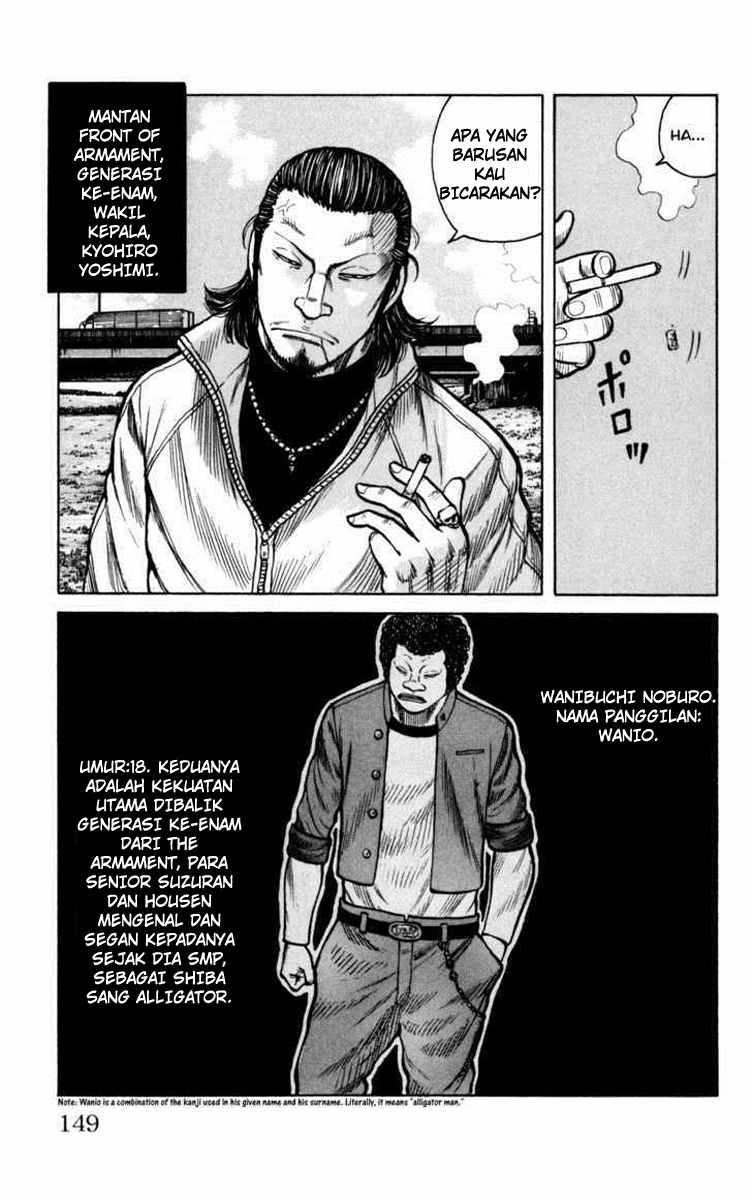 HA...
ポロッ
APA YANG
BARUSAN
KAU
BICARAKAN?
MANTAN
FRONT OF
ARMAMENT,
GENERASI
KE-ENAM,
WAKIL
KEPALA,
KYOHIRO
YOSHIMI.
WANIBUCHI NOBURO.
NAMA PANGGILAN:
WANIO.
UMUR:18. KEDUANYA
ADALAH KEKUATAN
UTAMA DIBALIK
GENERASI KE-ENAM
DARI THE
ARMAMENT, PARA
SENIOR SUZURAN
DAN HOUSEN
MENGENAL DAN
SEGAN KEPADANYA
SEJAK DIA SMP,
SEBAGAI SHIBA
SANG ALLIGATOR.
Note: Wanio is a combination of the kanji used in his given name and his surname. Literally, it means "alligator man."
149